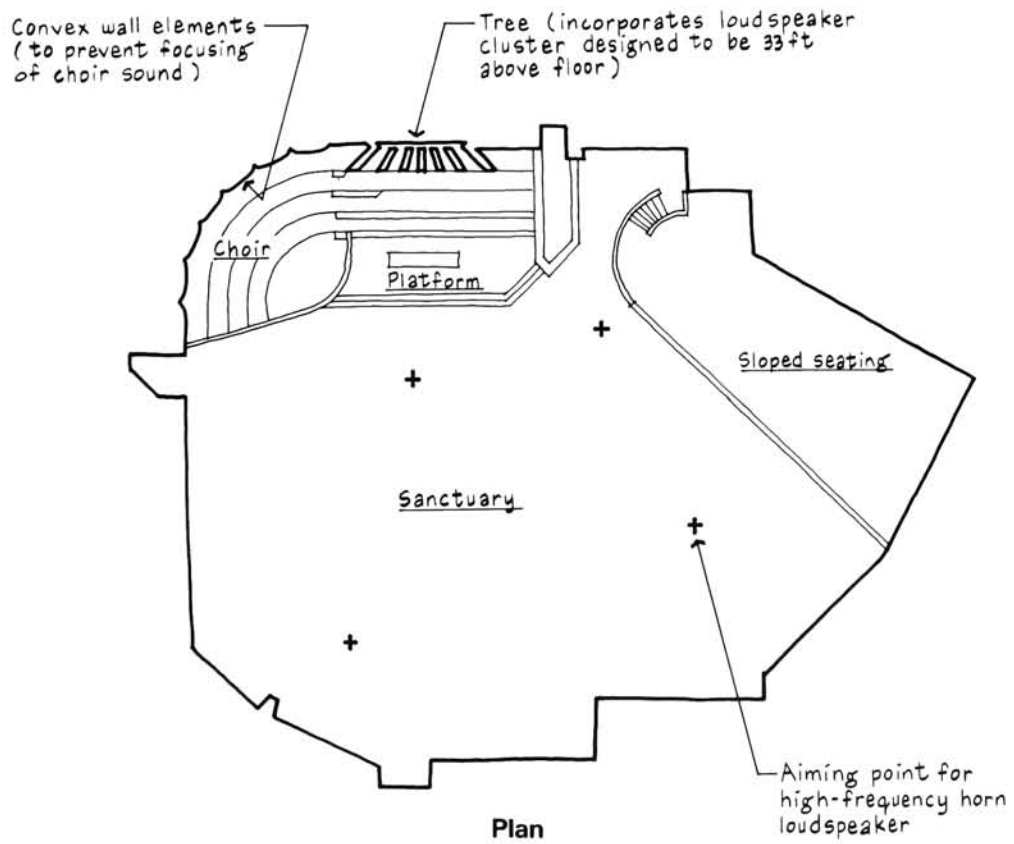 Convex wall elements
(to prevent focusing
of choir sound)
Tree (incorporates loudspeaker
cluster designed to be 33ft
above floor)
Choir
Platform
Sloped seating
Sanctuary
Aiming point for
high-frequency horn
loudspeaker
Plan